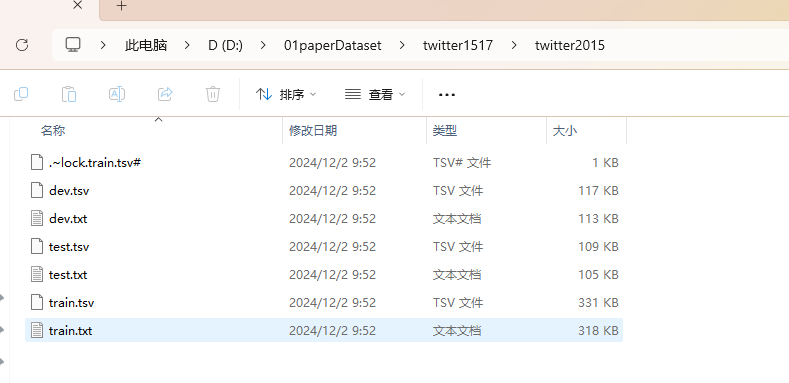 此电脑 D (D:) 01paperDataset twitter1517 twitter2015
排序 查看
名称 修改日期 类型 大小
.~lock.train.tsv# 2024/12/2 9:52 TSV# 文件 1 KB
dev.tsv 2024/12/2 9:52 TSV 文件 117 KB
dev.txt 2024/12/2 9:52 文本文档 113 KB
test.tsv 2024/12/2 9:52 TSV 文件 109 KB
test.txt 2024/12/2 9:52 文本文档 105 KB
train.tsv 2024/12/2 9:52 TSV 文件 331 KB
train.txt 2024/12/2 9:52 文本文档 318 KB